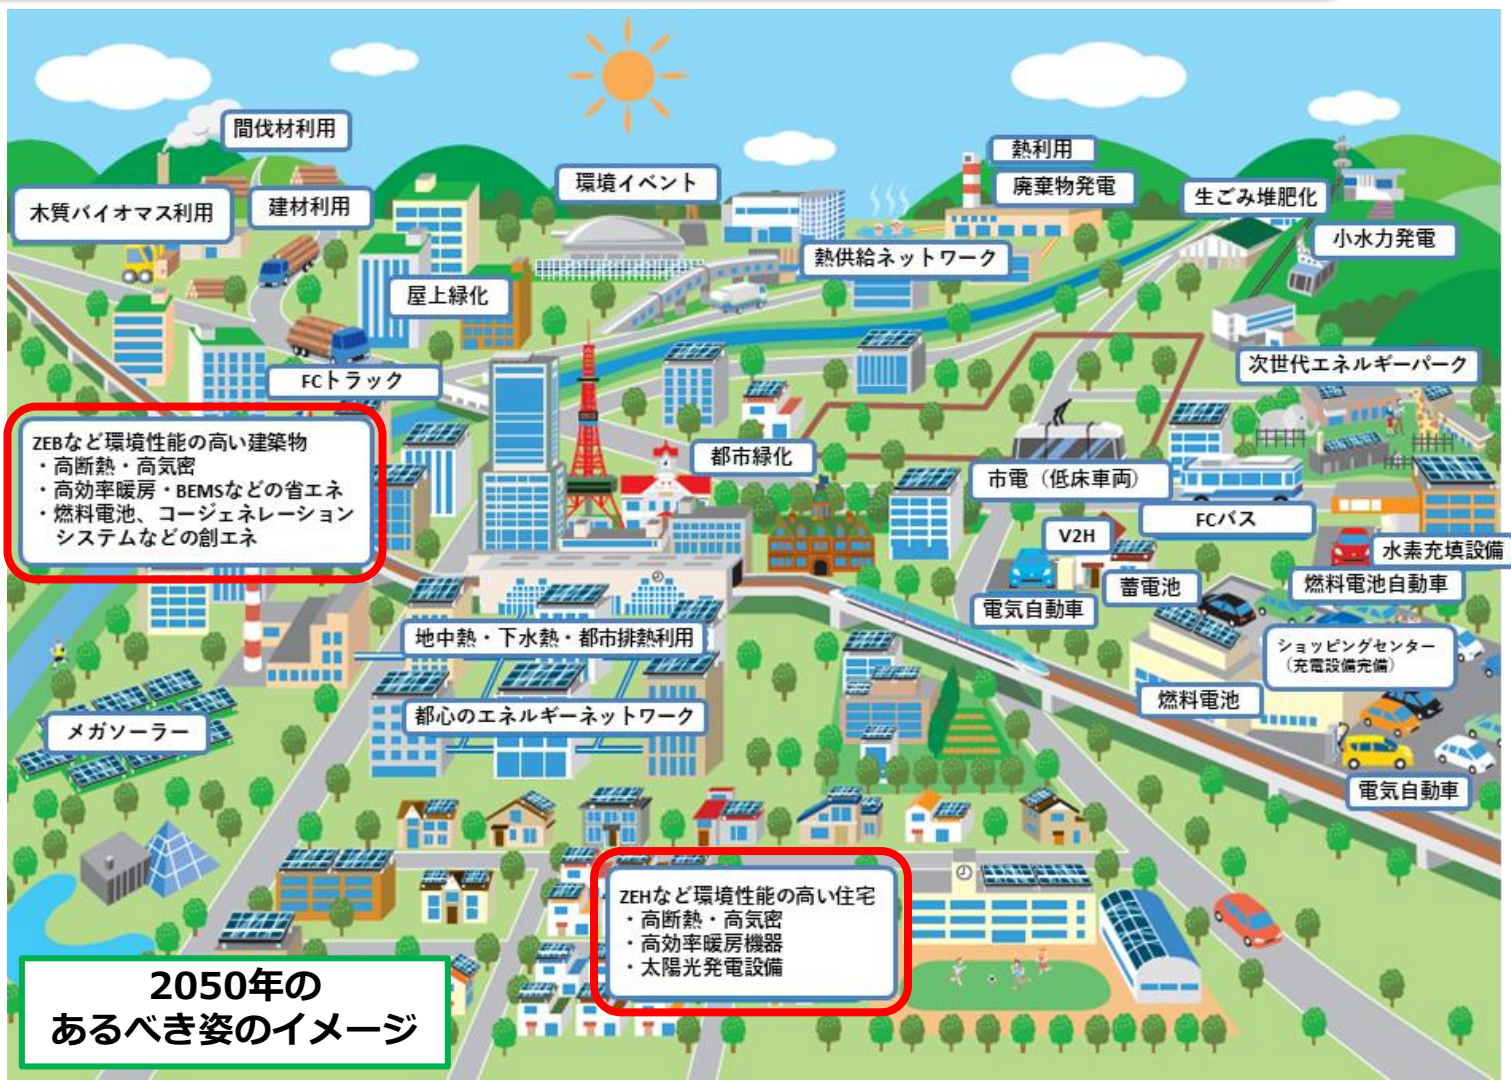 間伐材利用
熱利用
環境イベント
廃棄物発電
木質バイオマス利用
建材利用
生ごみ堆肥化
小水力発電
熱供給ネットワーク
屋上緑化
次世代エネルギーパーク
FCトラック
ZEBなど環境性能の高い建築物
・高断熱・高気密
・高効率暖房・BEMSなどの省エネ
・燃料電池、コージェネレーション
システムなどの創エネ
都市緑化
市電（低床車両）
FCバス
V2H
水素充填設備
蓄電池
燃料電池自動車
電気自動車
地中熱・下水熱・都市排熱利用
ショッピングセンター
（充電設備完備）
燃料電池
都心のエネルギーネットワーク
メガソーラー
電気自動車
ZEHなど環境性能の高い住宅
・高断熱・高気密
・高効率暖房機器
・太陽光発電設備
2050年の
あるべき姿のイメージ